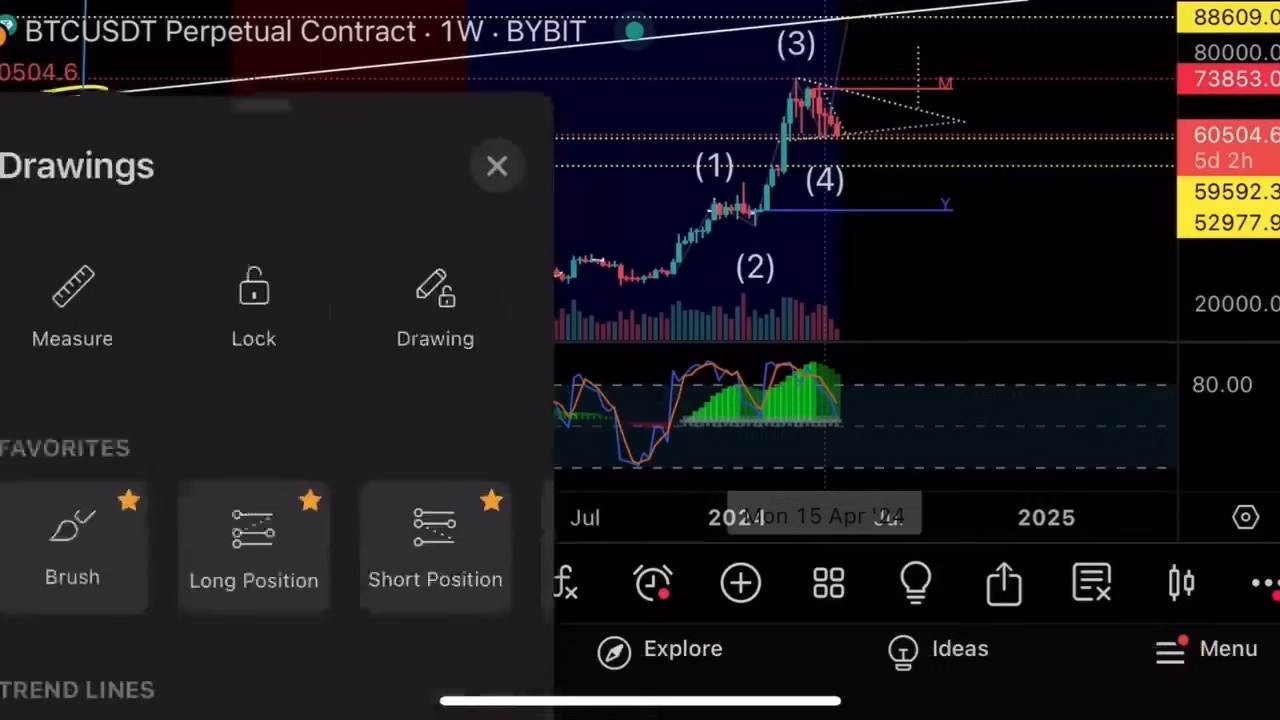 BTCUSDT Perpetual Contract · 1W · BYBIT
0504.6
88609.0
80000.0
73853.0
60504.6
5d 2h
59592.3
52977.9
20000.0
80.00
(3)
M
(1)
(4)
Y
(2)
Drawings
Measure
Lock
Drawing
FAVORITES
Brush
Long Position
Short Position
TREND LINES
Jul
2024
Mon 15 Apr '24
2025
Explore
Ideas
Menu